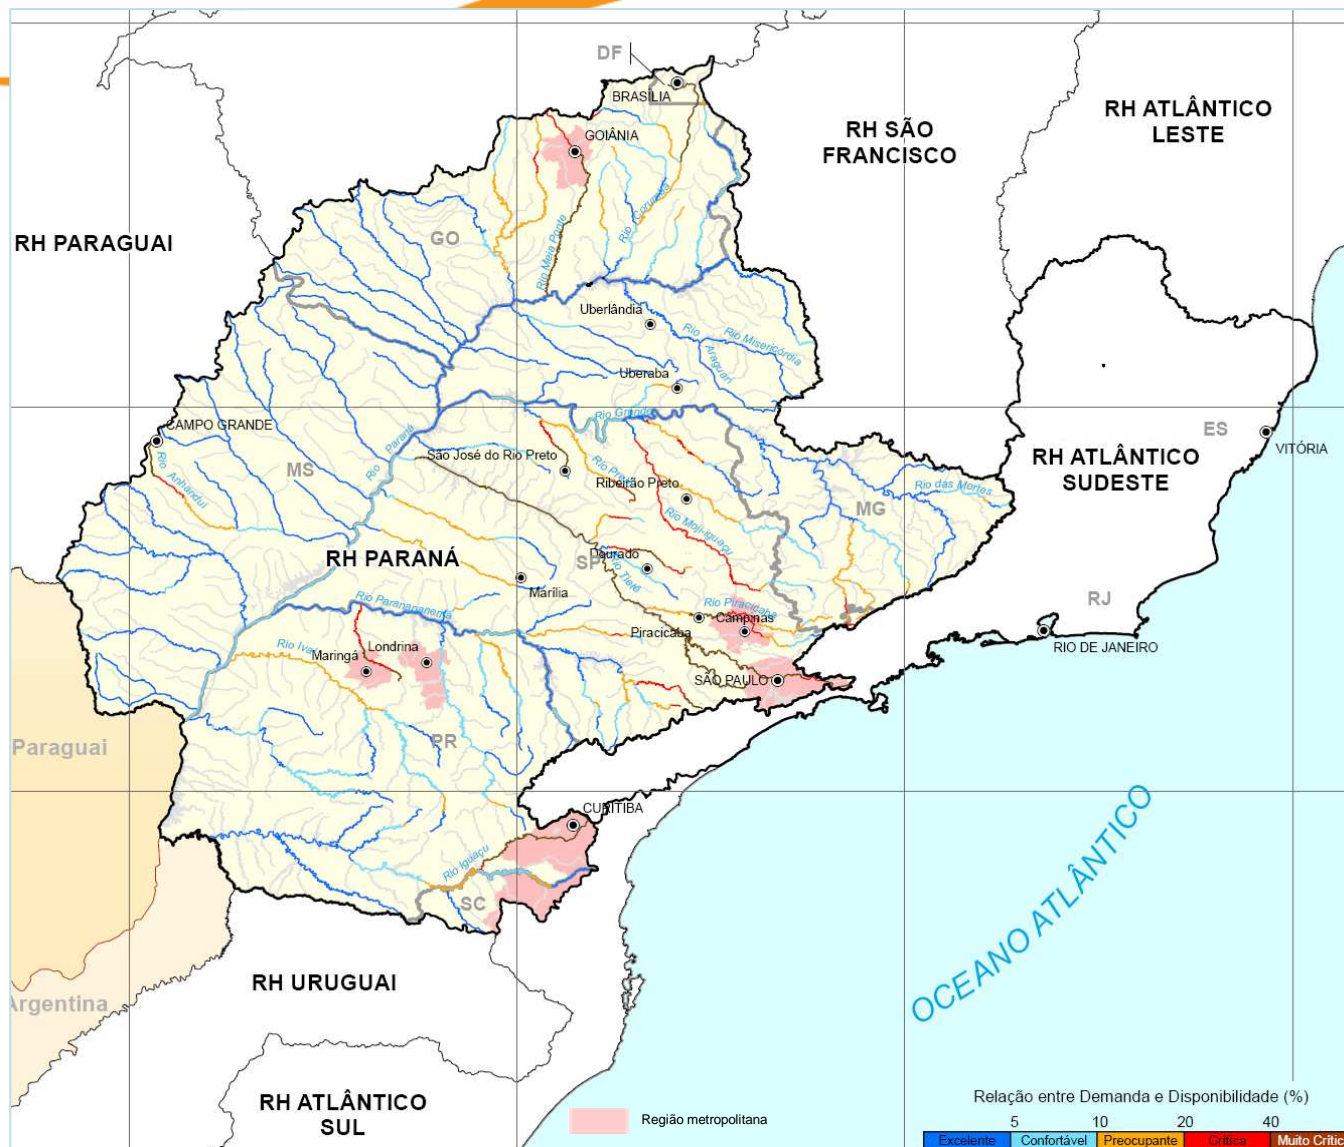 DF
BRASÍLIA
RH SÃO
FRANCISCO
RH ATLÂNTICO
LESTE
GOIÂNIA
RH PARAGUAI
GO
Rio Meia Ponte
Rio Corumbá
Uberlândia
Rio Misericórdia
Rio Araguari
Uberaba
Rio Grande
CAMPO GRANDE
Rio Paraná
ES
VITÓRIA
MS
São José do Rio Preto
Rio Anhanduí
Ribeirão Preto
RH ATLÂNTICO
SUDESTE
Rio das Mortes
MG
Rio Moji-iguaçu
RH PARANÁ
SP
Dourado
Rio Tietê
Marília
Rio Paranapanema
Rio Piracicaba
RJ
Piracicaba
Campinas
RIO DE JANEIRO
Rio Ivaí
Londrina
Maringá
SÃO PAULO
Paraguai
PR
CURITIBA
OCEANO ATLÂNTICO
Rio Iguaçu
SC
RH URUGUAI
Argentina
RH ATLÂNTICO
SUL
Região metropolitana
Relação entre Demanda e Disponibilidade (%)
5 10 20 40
Excelente Confortável Preocupante Crítica Muito Crític